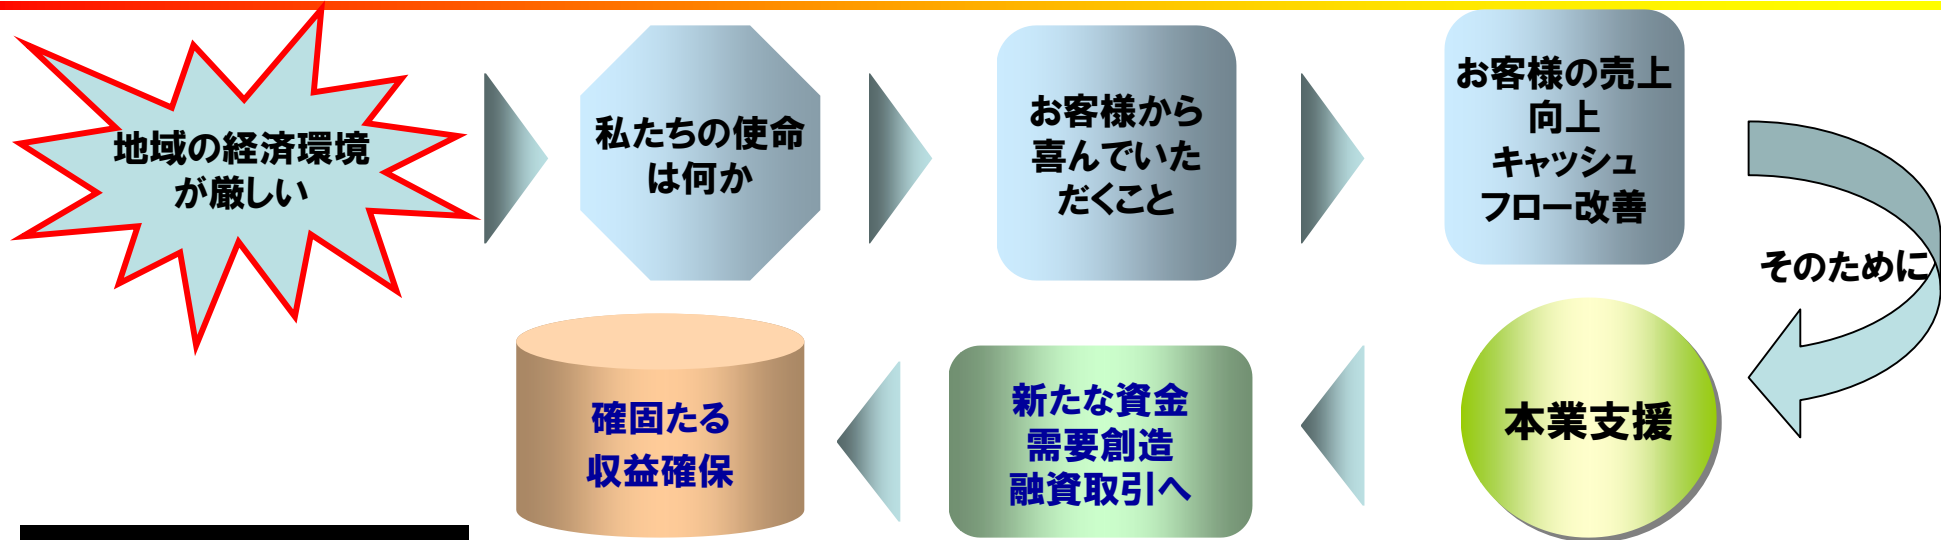 地域の経済環境
が厳しい
私たちの使命
は何か
お客様から
喜んでいた
だくこと
お客様の売上
向上
キャッシュ
フロー改善
そのために
本業支援
新たな資金
需要創造
融資取引へ
確固たる
収益確保